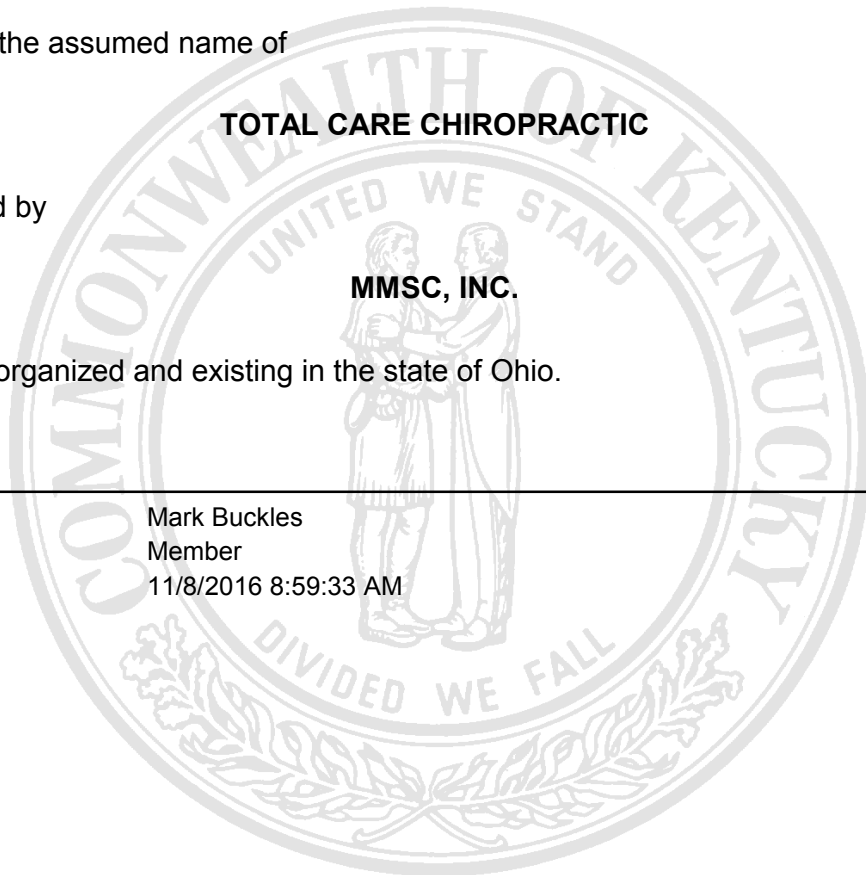 the assumed name of
TOTAL CARE CHIROPRACTIC
d by
MMSC, INC.
organized and existing in the state of Ohio.
Mark Buckles
Member
11/8/2016 8:59:33 AM
COMMONWEALTH OF KENTUCKY
UNITED WE STAND
DIVIDED WE FALL